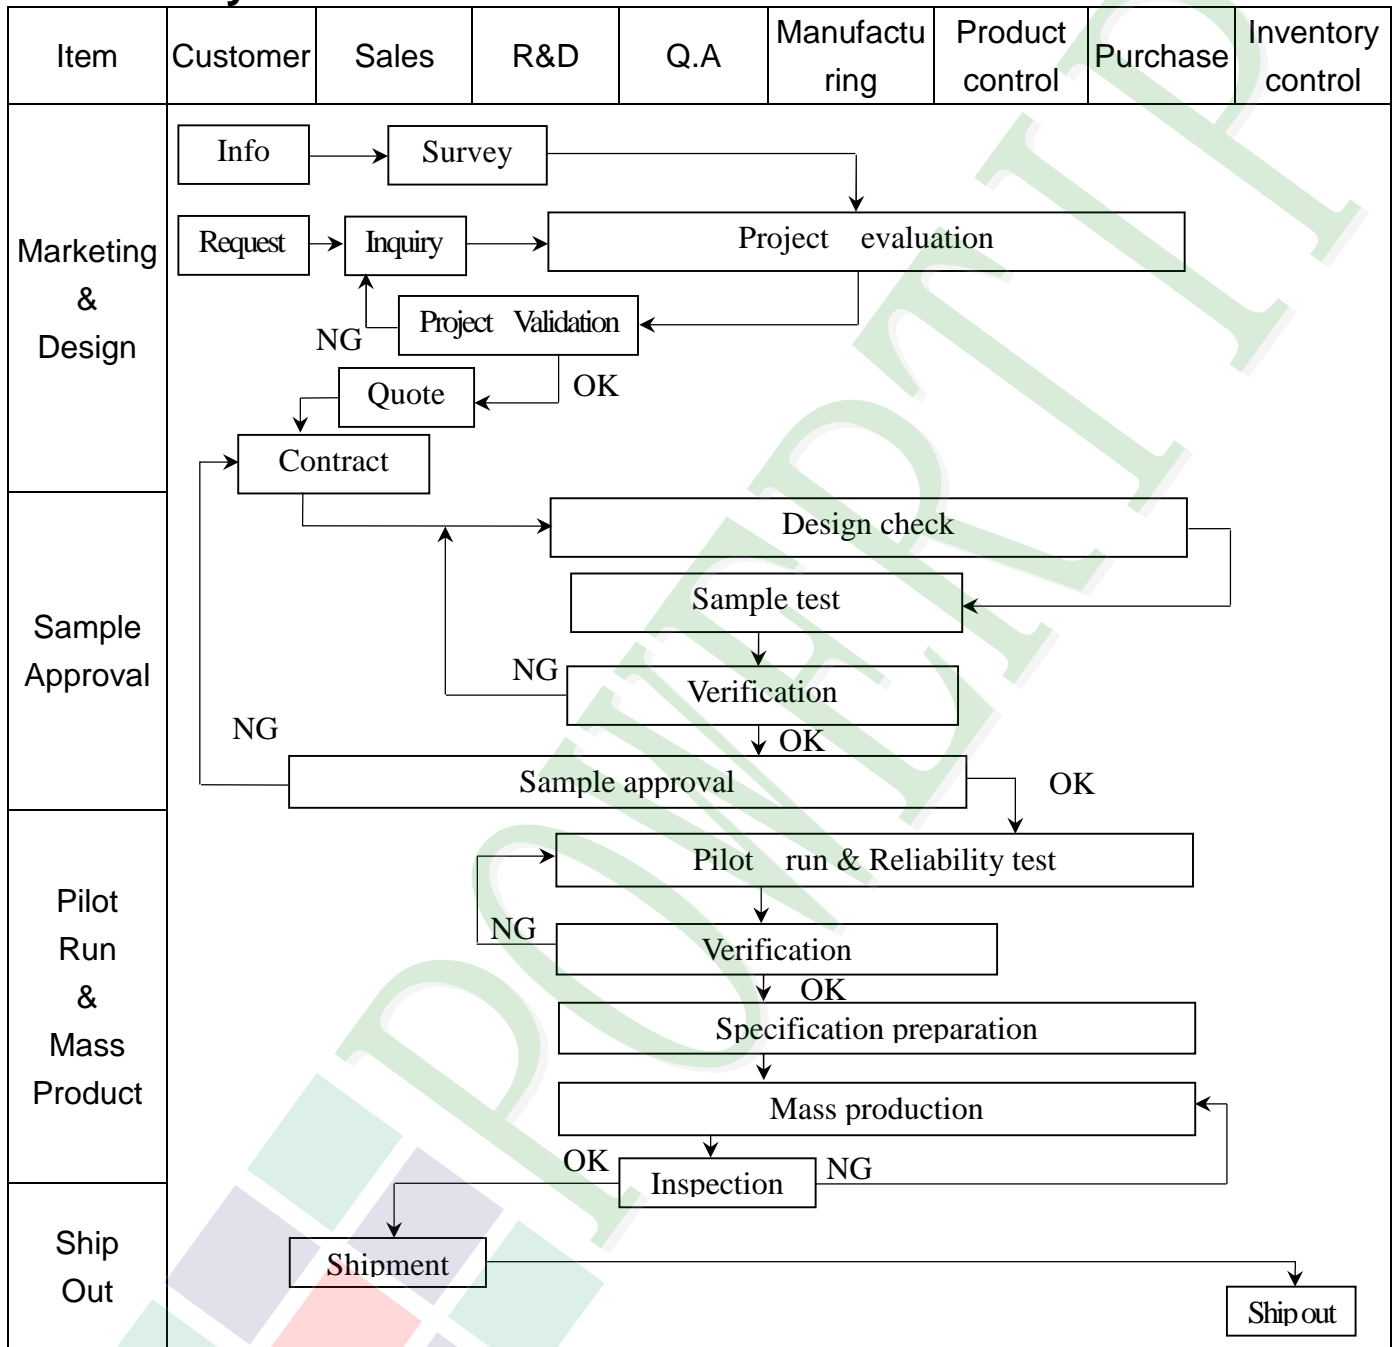 Item
Customer
Sales
R&D
Q.A
Manufactu
ring
Product
control
Purchase
Inventory
control
Marketing
&
Design
Info
Survey
Request
Inquiry
Project evaluation
NG
Project Validation
OK
Quote
Contract
Sample
Approval
Design check
Sample test
NG
Verification
NG
OK
Sample approval
OK
Pilot
Run
&
Mass
Product
Pilot run & Reliability test
NG
Verification
OK
Specification preparation
Mass production
OK
Inspection
NG
Ship
Out
Shipment
Ship out
POWERTIP